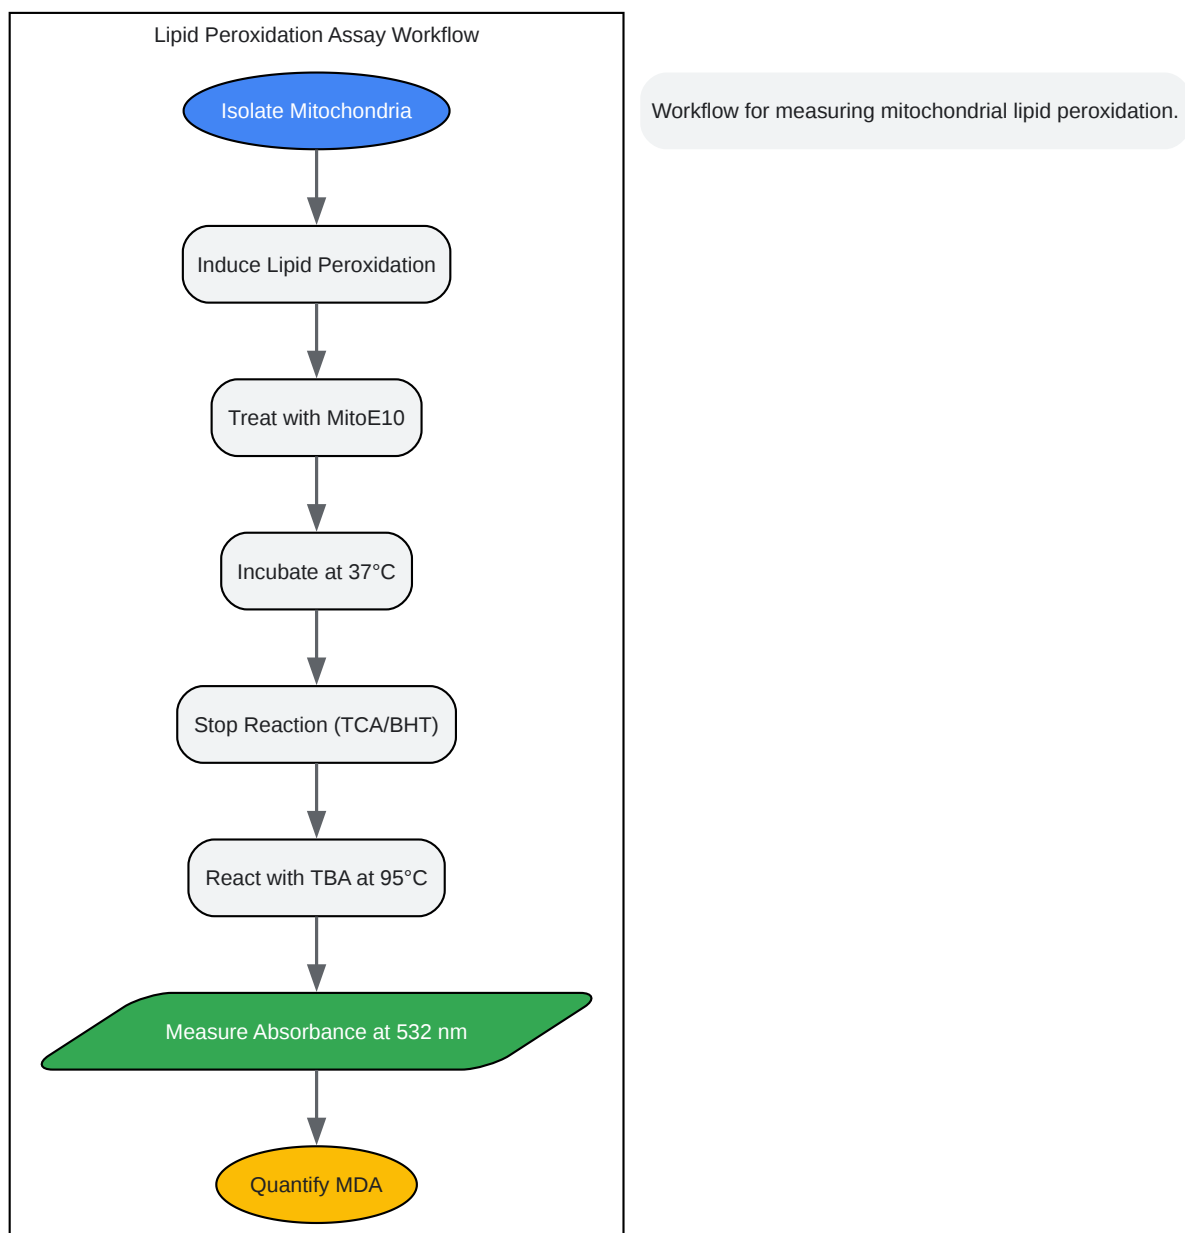 Lipid Peroxidation Assay Workflow
Isolate Mitochondria
Workflow for measuring mitochondrial lipid peroxidation.
Induce Lipid Peroxidation
Treat with MitoE10
Incubate at 37°C
Stop Reaction (TCA/BHT)
React with TBA at 95°C
Measure Absorbance at 532 nm
Quantify MDA